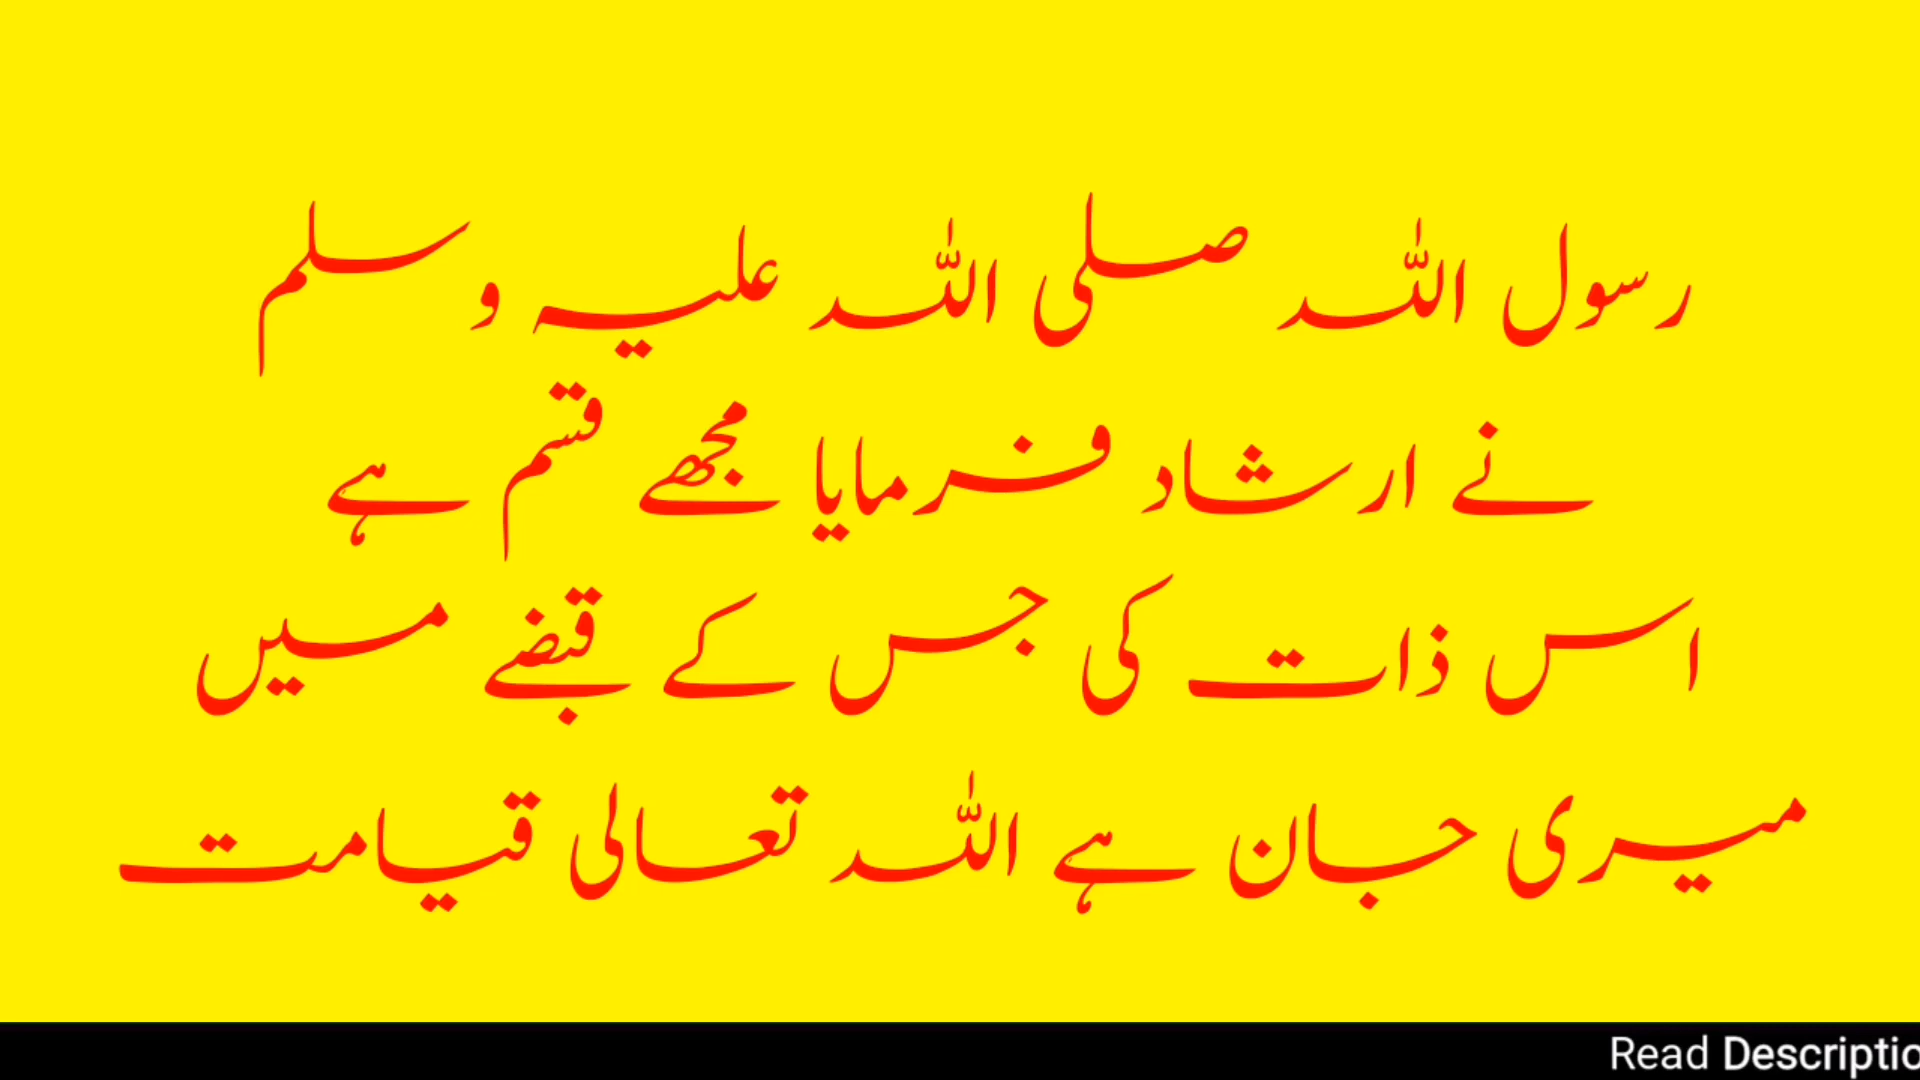 رسول اللہ صلی اللہ علیہ وسلم
نے ارشاد فرمایا مجھے قسم ہے
اس ذات کی جس کے قبضے میں
میری جان ہے اللہ تعالی قیامت
Read Descriptio